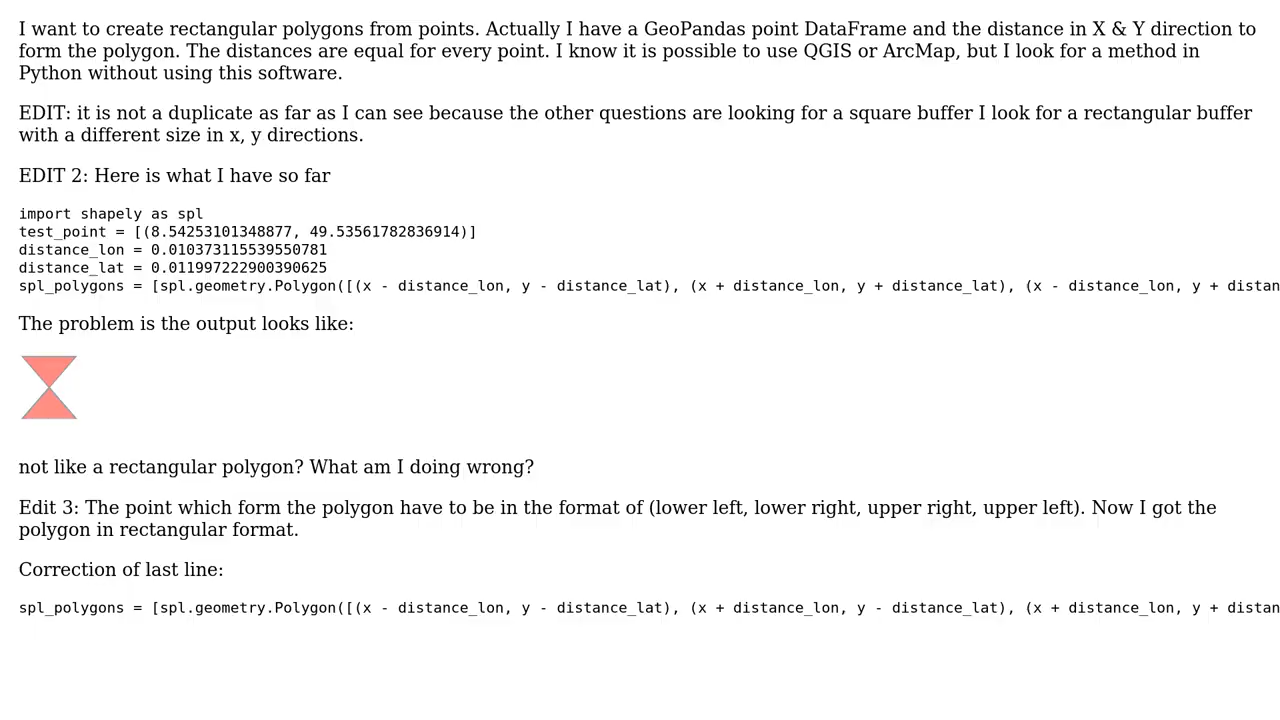 I want to create rectangular polygons from points. Actually I have a GeoPandas point DataFrame and the distance in X & Y direction to
form the polygon. The distances are equal for every point. I know it is possible to use QGIS or ArcMap, but I look for a method in
Python without using this software.
EDIT: it is not a duplicate as far as I can see because the other questions are looking for a square buffer I look for a rectangular buffer
with a different size in x, y directions.
EDIT 2: Here is what I have so far
import shapely as spl
test_point = [(8.54253101348877, 49.53561782836914)]
distance_lon = 0.010373115539550781
distance_lat = 0.011997222900390625
spl_polygons = [spl.geometry.Polygon([(x - distance_lon, y - distance_lat), (x + distance_lon, y + distance_lat), (x - distance_lon, y + distan
The problem is the output looks like:
not like a rectangular polygon? What am I doing wrong?
Edit 3: The point which form the polygon have to be in the format of (lower left, lower right, upper right, upper left). Now I got the
polygon in rectangular format.
Correction of last line:
spl_polygons = [spl.geometry.Polygon([(x - distance_lon, y - distance_lat), (x + distance_lon, y - distance_lat), (x + distance_lon, y + distan